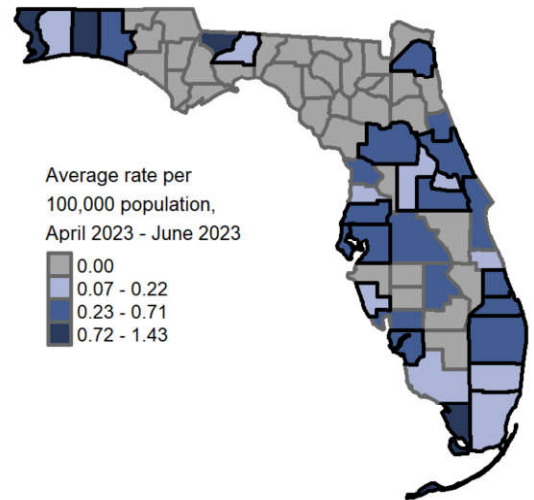 Average rate per
100,000 population,
April 2023 - June 2023
0.00
0.07 - 0.22
0.23 - 0.71
0.72 - 1.43